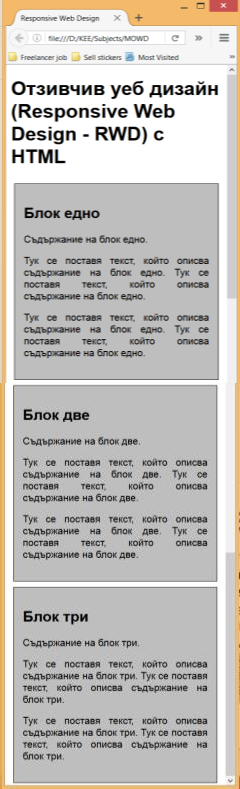 Responsive Web Design
file:///D:/KEE/Subjects/MOWD
Freelancer job Sell stickers Most Visited
Отзивчив уеб дизайн
(Responsive Web
Design - RWD) с
HTML
Блок едно
Съдържание на блок едно.
Тук се поставя текст, който описва
съдържание на блок едно. Тук се
поставя текст, който описва
съдържание на блок едно.
Тук се поставя текст, който описва
съдържание на блок едно. Тук се
поставя текст, който описва
съдържание на блок едно.
Блок две
Съдържание на блок две.
Тук се поставя текст, който описва
съдържание на блок две. Тук се
поставя текст, който описва
съдържание на блок две.
Тук се поставя текст, който описва
съдържание на блок две. Тук се
поставя текст, който описва
съдържание на блок две.
Блок три
Съдържание на блок три.
Тук се поставя текст, който описва
съдържание на блок три. Тук се поставя
текст, който описва съдържание на
блок три.
Тук се поставя текст, който описва
съдържание на блок три. Тук се поставя
текст, който описва съдържание на
блок три.